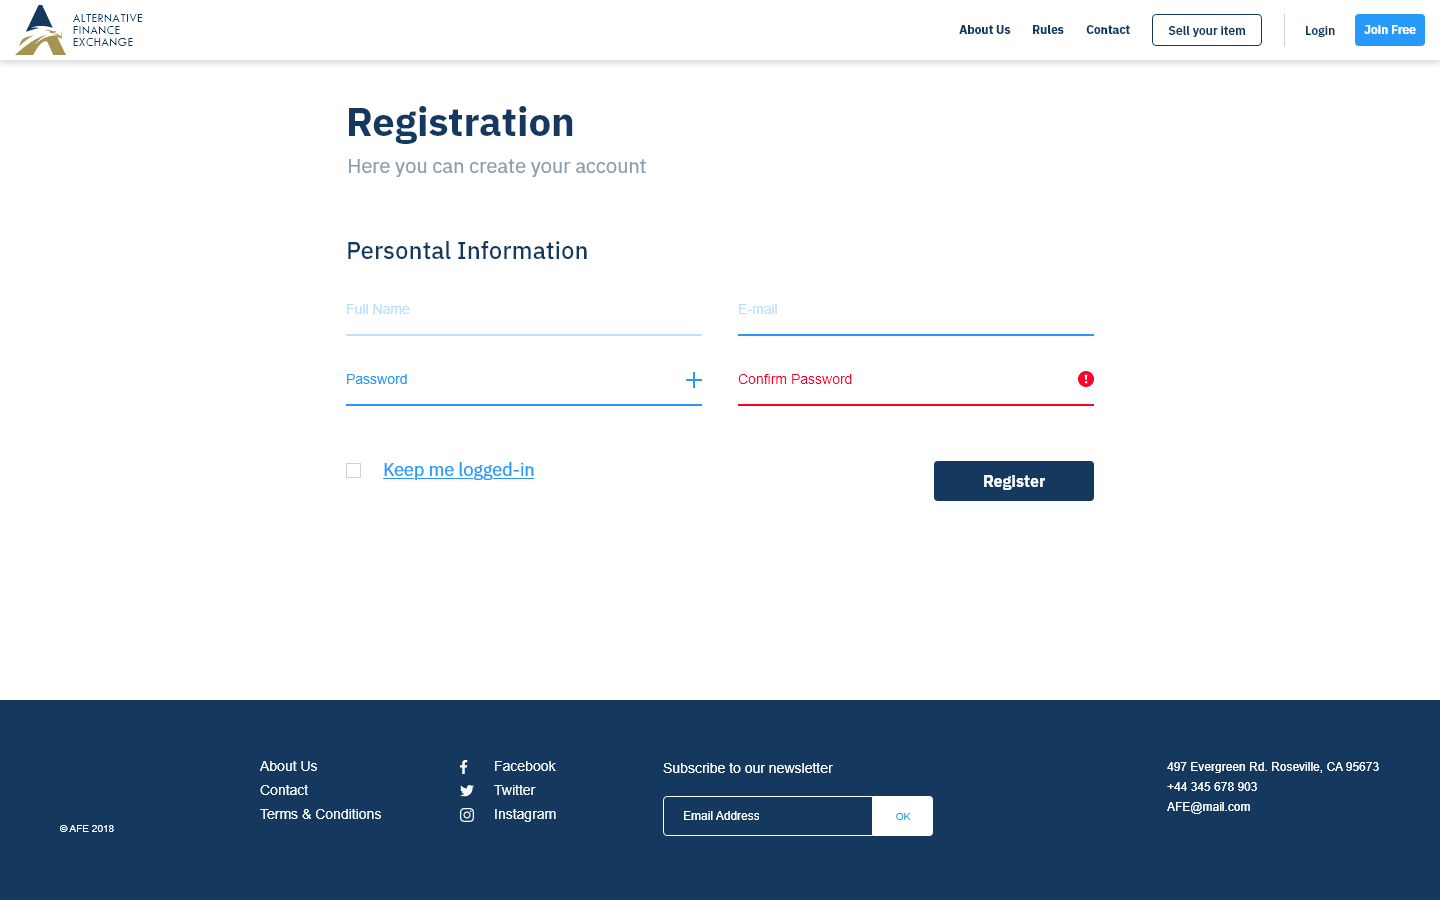 ALTERNATIVE
FINANCE
EXCHANGE
About Us Rules Contact Sell your item Login Join Free
Registration
Here you can create your account
Persontal Information
Full Name E-mail
Password Confirm Password
Keep me logged-in Register
About Us
Contact
Terms & Conditions
Facebook
Twitter
Instagram
Subscribe to our newsletter
Email Address OK
497 Evergreen Rd. Roseville, CA 95673
+44 345 678 903
AFE@mail.com
© AFE 2018